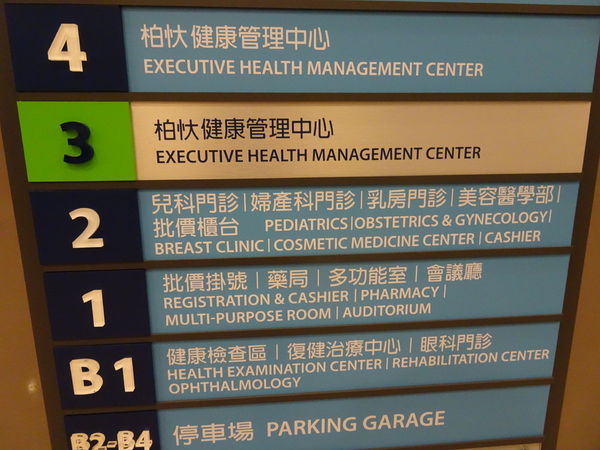 4 柏忕健康管理中心
EXECUTIVE HEALTH MANAGEMENT CENTER
3 柏忕健康管理中心
EXECUTIVE HEALTH MANAGEMENT CENTER
2 兒科門診|婦產科門診|乳房門診|美容醫學部|
批價櫃台 PEDIATRICS|OBSTETRICS & GYNECOLOGY|
BREAST CLINIC|COSMETIC MEDICINE CENTER|CASHIER
1 批價掛號|藥局|多功能室|會議廳
REGISTRATION & CASHIER|PHARMACY|
MULTI-PURPOSE ROOM|AUDITORIUM
B1 健康檢查區|復健治療中心|眼科門診
HEALTH EXAMINATION CENTER|REHABILITATION CENTER
OPHTHALMOLOGY
B2-B4 停車場 PARKING GARAGE